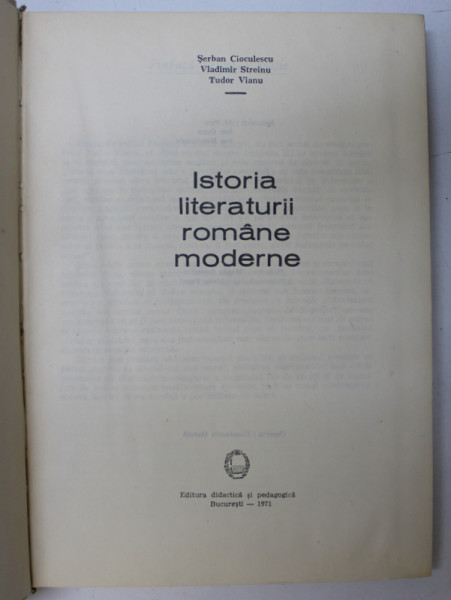 Şerban Cioculescu
Vladimir Streinu
Tudor Vianu
Istoria
literaturii
române
moderne
Editura didactică şi pedagogică
Bucureşti — 1971